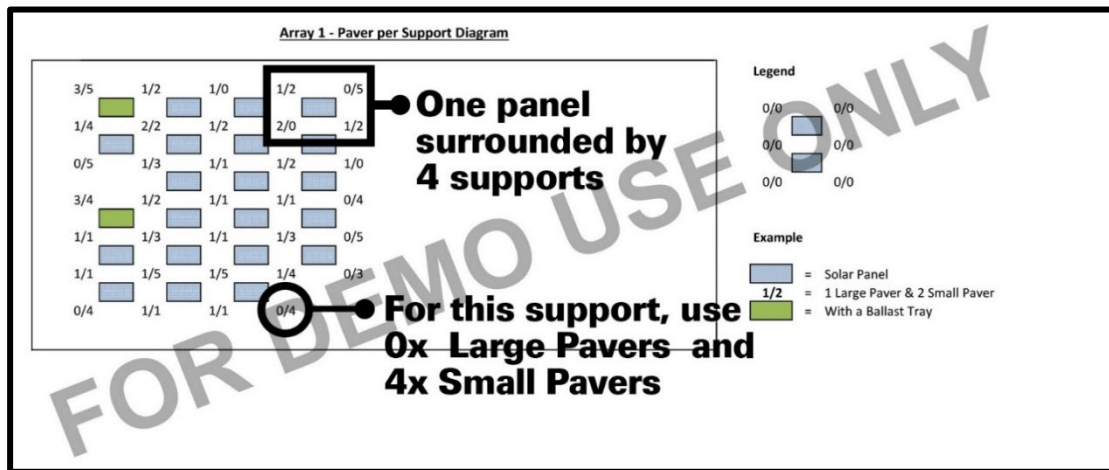 Array 1 - Paver per Support Diagram
3/5 1/2 1/0 1/2 0/5
1/4 2/2 1/2 2/0 1/2
0/5 1/3 1/1 1/2 1/0
3/4 1/2 1/1 1/1 0/4
1/1 1/3 1/1 1/3 0/5
1/1 1/5 1/5 1/4 0/3
0/4 1/1 1/1 0/4
One panel
surrounded by
4 supports
For this support, use
0x Large Pavers and
4x Small Pavers
Legend
0/0 0/0
0/0 0/0
0/0 0/0
Example
= Solar Panel
1/2 = 1 Large Paver & 2 Small Paver
= With a Ballast Tray
FOR DEMO USE ONLY